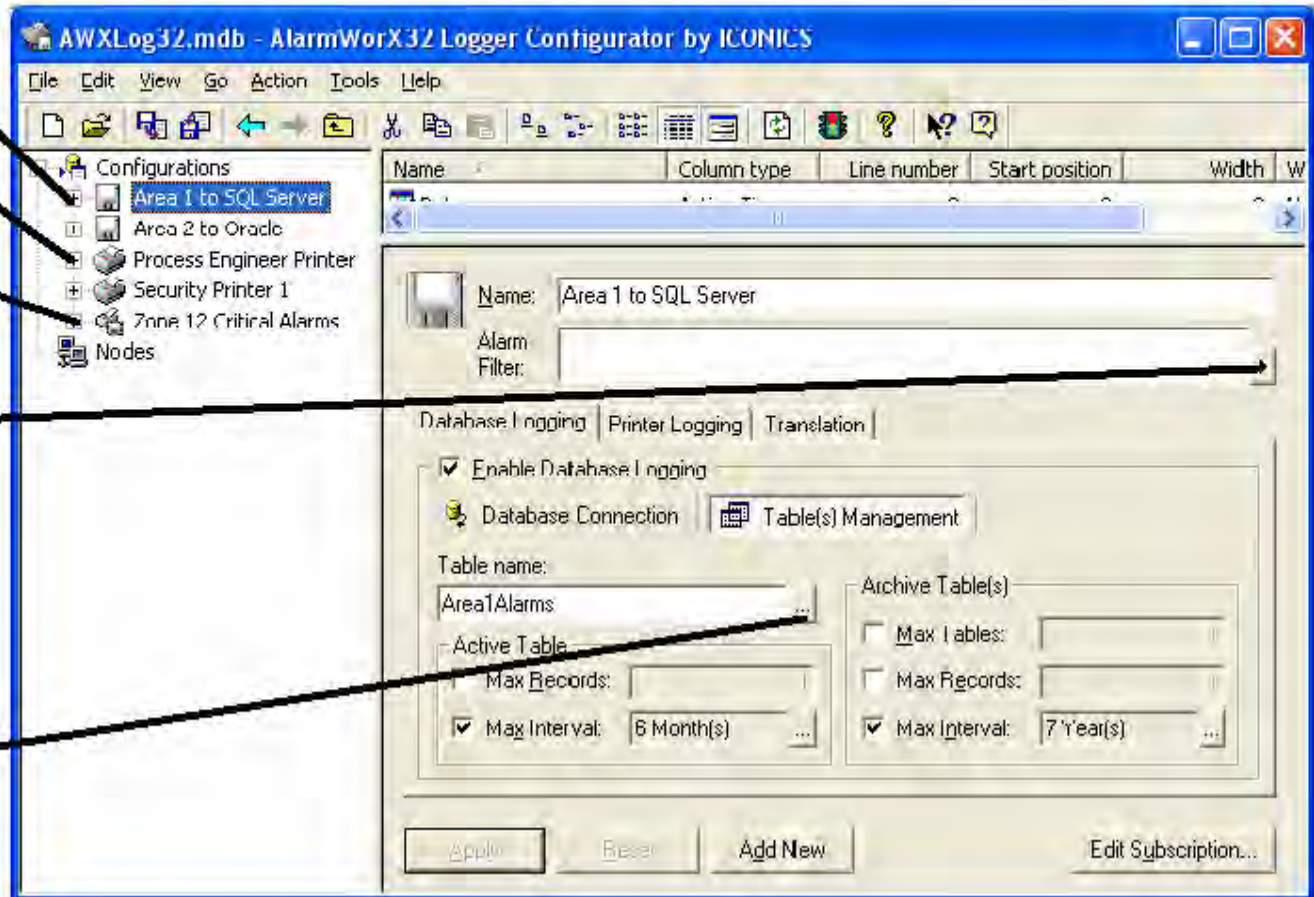 AWXLog32.mdb - AlarmWorX32 Logger Configurator by ICONICS
File Edit View Go Action Tools Help
Configurations
Area 1 to SQL Server
Area 2 to Oracle
Process Engineer Printer
Security Printer 1
Zone 12 Critical Alarms
Nodes
Name Column type Line number Start position Width W
Name: Area 1 to SQL Server
Alarm Filter:
Database Logging Printer Logging Translation
Enable Database Logging
Database Connection Table(s) Management
Table name:
Area1Alarms ...
Active Table
Max Records:
Max Interval: 6 Month(s) ...
Archive Table(s)
Max Tables:
Max Records:
Max Interval: 7 Year(s) ...
Apply Reset Add New Edit Subscription...